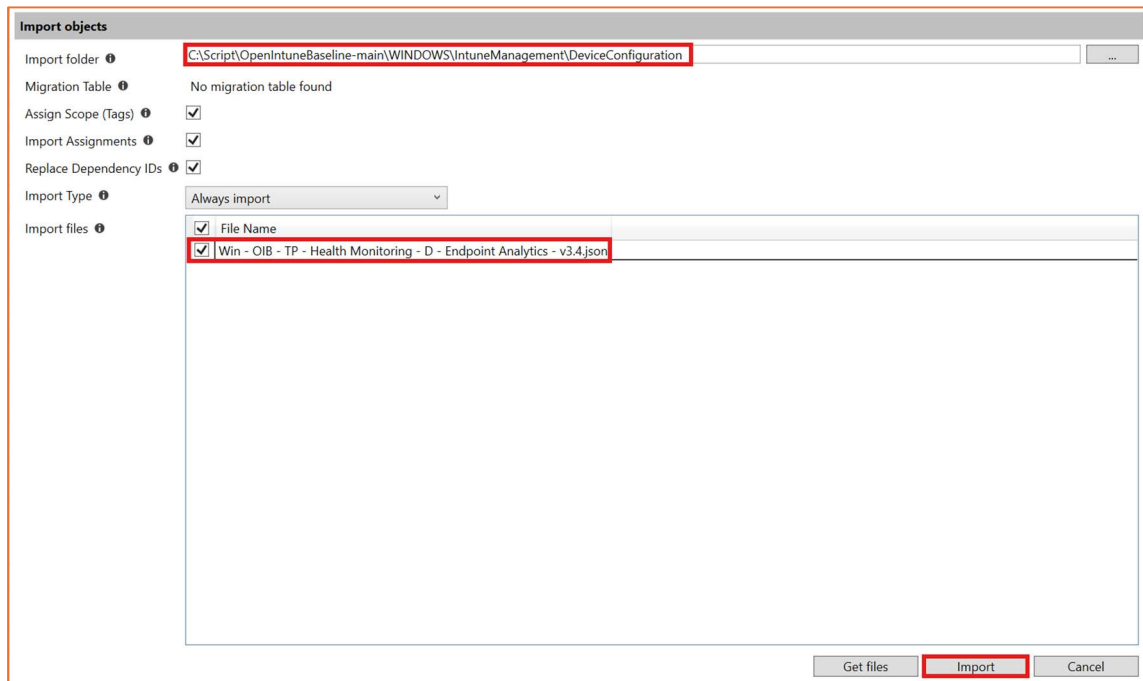 Import objects
Import folder
C:\Script\OpenIntuneBaseline-main\WINDOWS\IntuneManagement\DeviceConfiguration
...
Migration Table
No migration table found
Assign Scope (Tags)
Import Assignments
Replace Dependency IDs
Import Type
Always import
Import files
File Name
Win - OIB - TP - Health Monitoring - D - Endpoint Analytics - v3.4.json
Get files
Import
Cancel